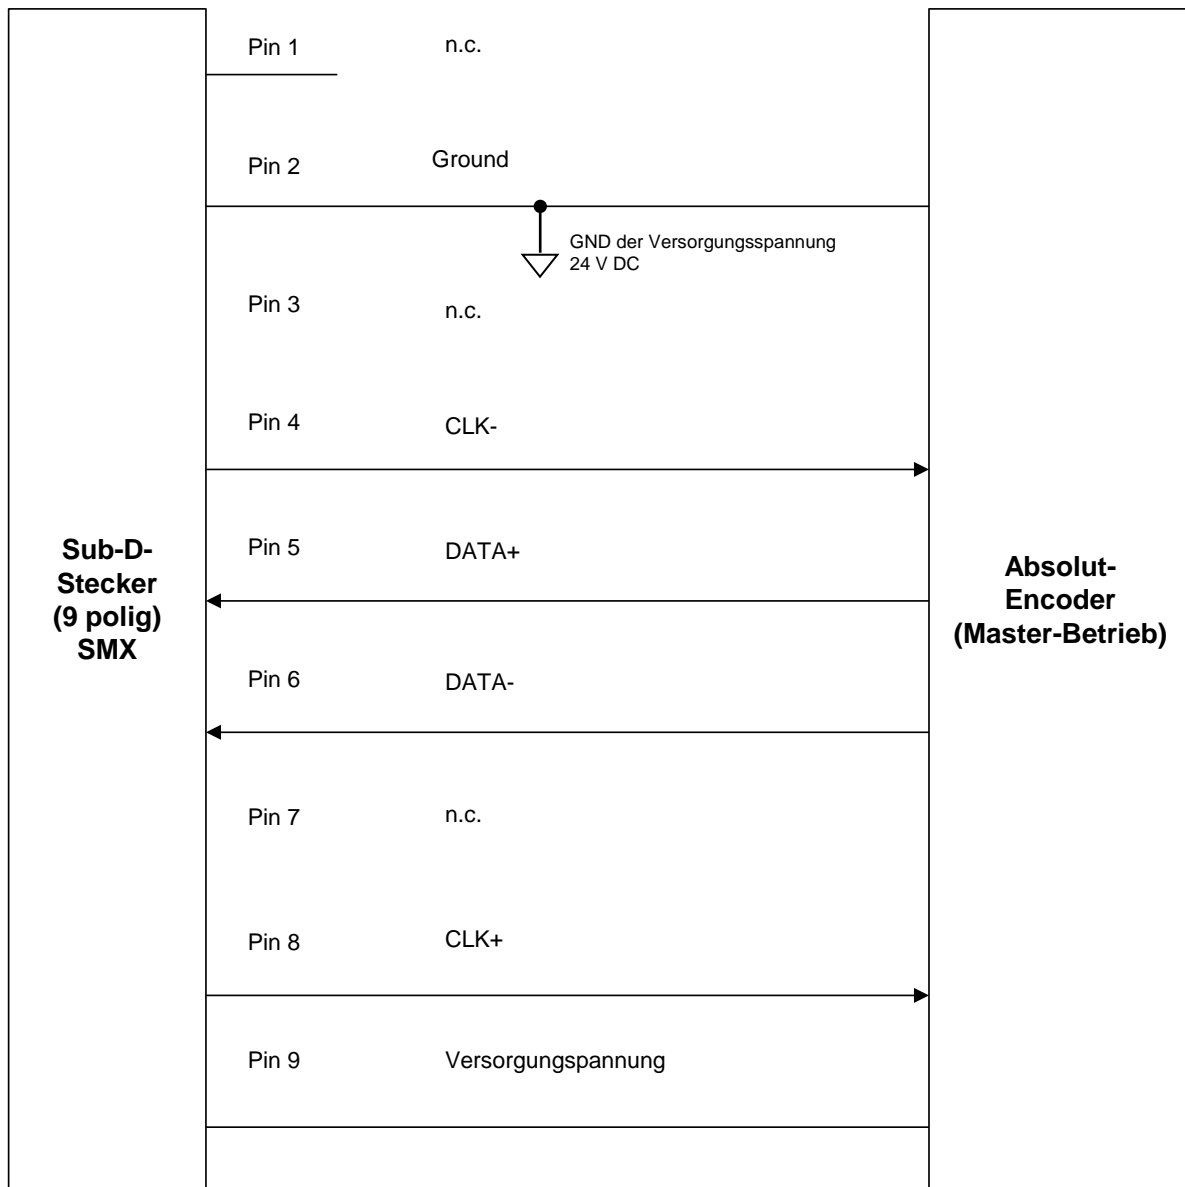 Pin 1
n.c.
Pin 2
Ground
GND der Versorgungsspannung
24 V DC
Pin 3
n.c.
Pin 4
CLK-
Pin 5
DATA+
Sub-D-
Stecker
(9 polig)
SMX
Absolut-
Encoder
(Master-Betrieb)
Pin 6
DATA-
Pin 7
n.c.
Pin 8
CLK+
Pin 9
Versorgungspannung